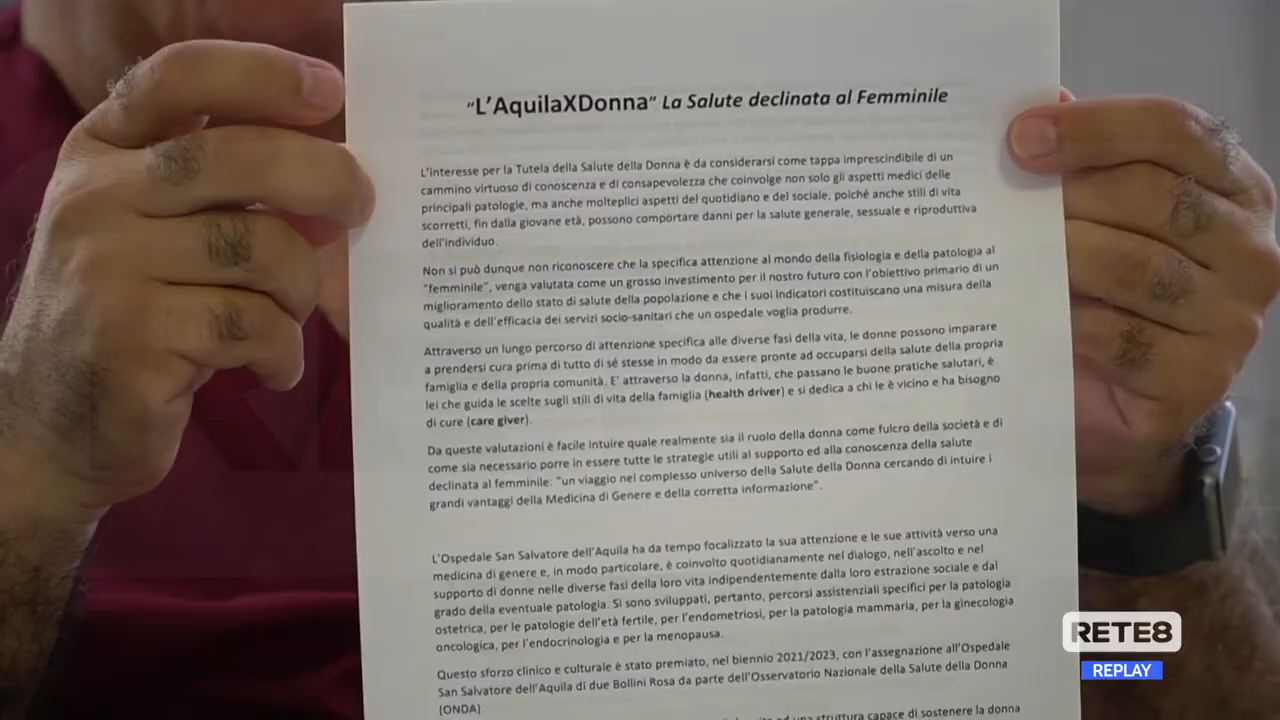 "L'AquilaXDonna" La Salute declinata al Femminile
L'interesse per la Tutela della Salute della Donna è da considerarsi come tappa imprescindibile di un
cammino virtuoso di conoscenza e di consapevolezza che coinvolge non solo gli aspetti medici delle
principali patologie, ma anche molteplici aspetti del quotidiano e del sociale, poiché anche stili di vita
scorretti, fin dalla giovane età, possono comportare danni per la salute generale, sessuale e riproduttiva
dell'individuo.
Non si può dunque non riconoscere che la specifica attenzione al mondo della fisiologia e della patologia al
"femminile", venga valutata come un grosso investimento per il nostro futuro con l'obiettivo primario di un
miglioramento dello stato di salute della popolazione e che i suoi indicatori costituiscano una misura della
qualità e dell'efficacia dei servizi socio-sanitari che un ospedale voglia produrre.
Attraverso un lungo percorso di attenzione specifica alle diverse fasi della vita, le donne possono imparare
a prendersi cura prima di tutto di sé stesse in modo da essere pronte ad occuparsi della salute della propria
famiglia e della propria comunità. E' attraverso la donna, infatti, che passano le buone pratiche salutari, è
lei che guida le scelte sugli stili di vita della famiglia (health driver) e si dedica a chi le è vicino e ha bisogno
di cure (care giver).
Da queste valutazioni è facile intuire quale realmente sia il ruolo della donna come fulcro della società e di
come sia necessario porre in essere tutte le strategie utili al supporto ed alla conoscenza della salute
declinata al femminile: "un viaggio nel complesso universo della Salute della Donna cercando di intuire i
grandi vantaggi della Medicina di Genere e della corretta informazione".
L'Ospedale San Salvatore dell'Aquila ha da tempo focalizzato la sua attenzione e le sue attività verso una
medicina di genere e, in modo particolare, è coinvolto quotidianamente nel dialogo, nell'ascolto e nel
supporto di donne nelle diverse fasi della loro vita indipendentemente dalla loro estrazione sociale e dal
grado della eventuale patologia. Si sono sviluppati, pertanto, percorsi assistenziali specifici per la patologia
ostetrica, per le patologie dell'età fertile, per l'endometriosi, per la patologia mammaria, per la ginecologia
oncologica, per l'endocrinologia e per la menopausa.
Questo sforzo clinico e culturale è stato premiato, nel biennio 2021/2023, con l'assegnazione all'Ospedale
San Salvatore dell'Aquila di due Bollini Rosa da parte dell'Osservatorio Nazionale della Salute della Donna
(ONDA).
una struttura capace di sostenere la donna
RETE8
REPLAY